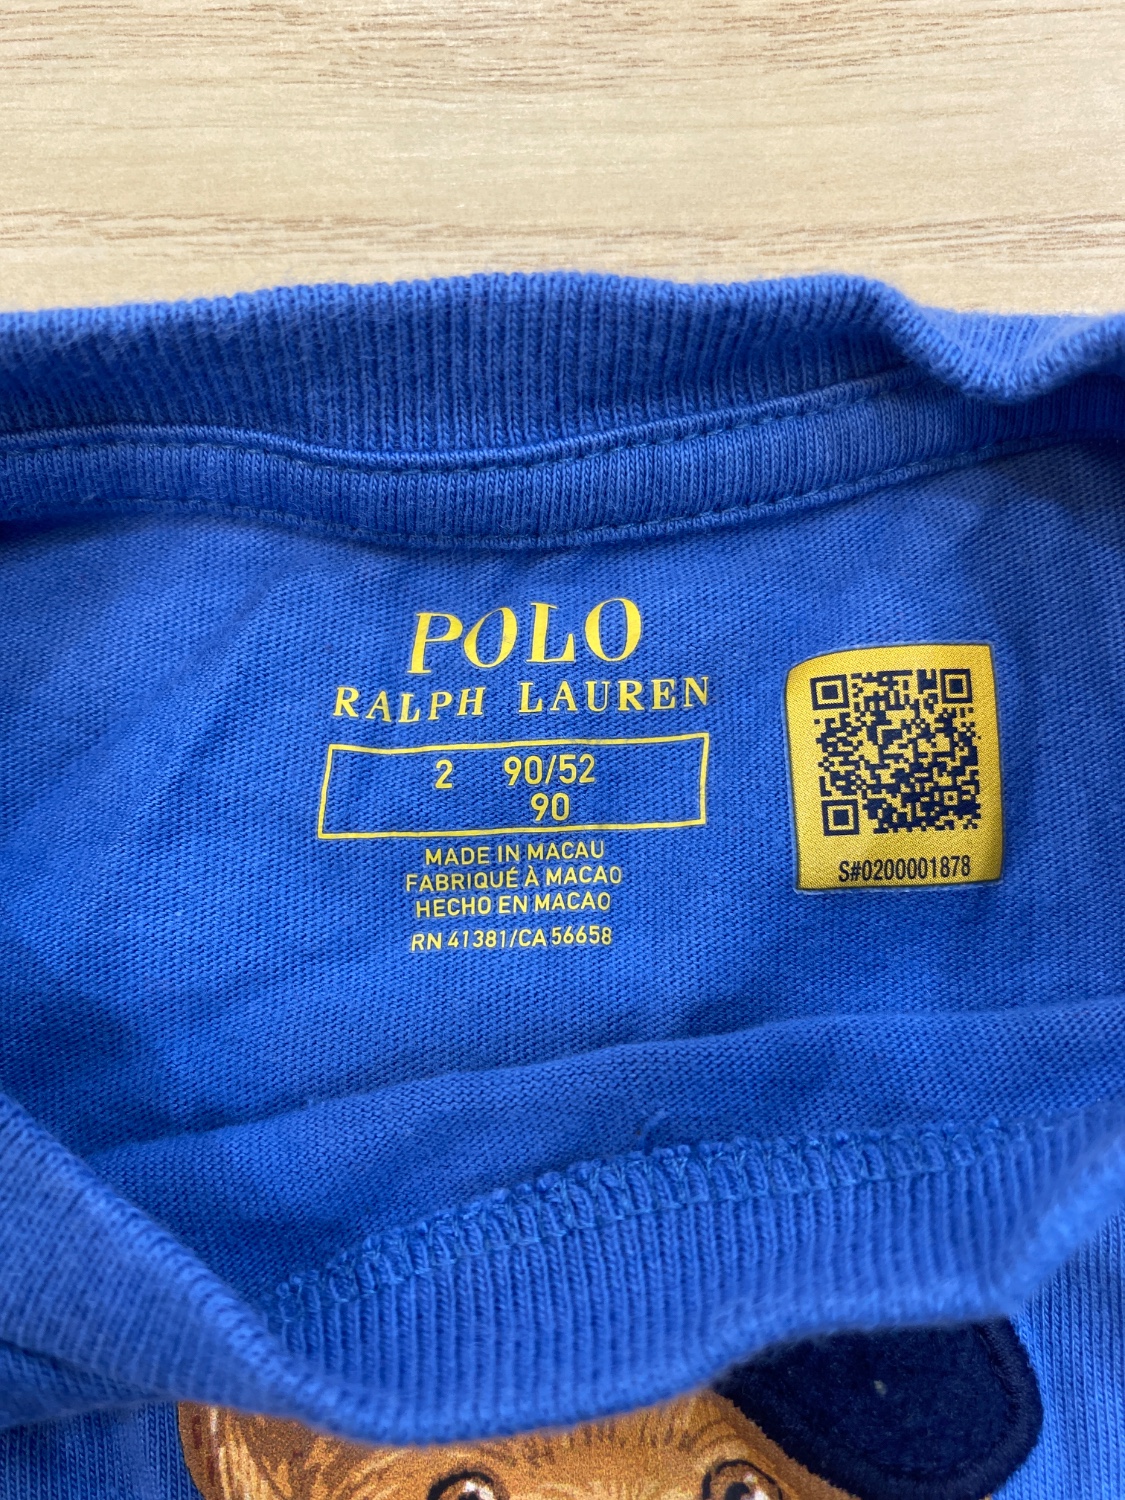 POLO
RALPH LAUREN
2 90/52
90
MADE IN MACAU
FABRIQUÉ À MACAO
HECHO EN MACAO
RN 41381/CA 56658
S#0200001878